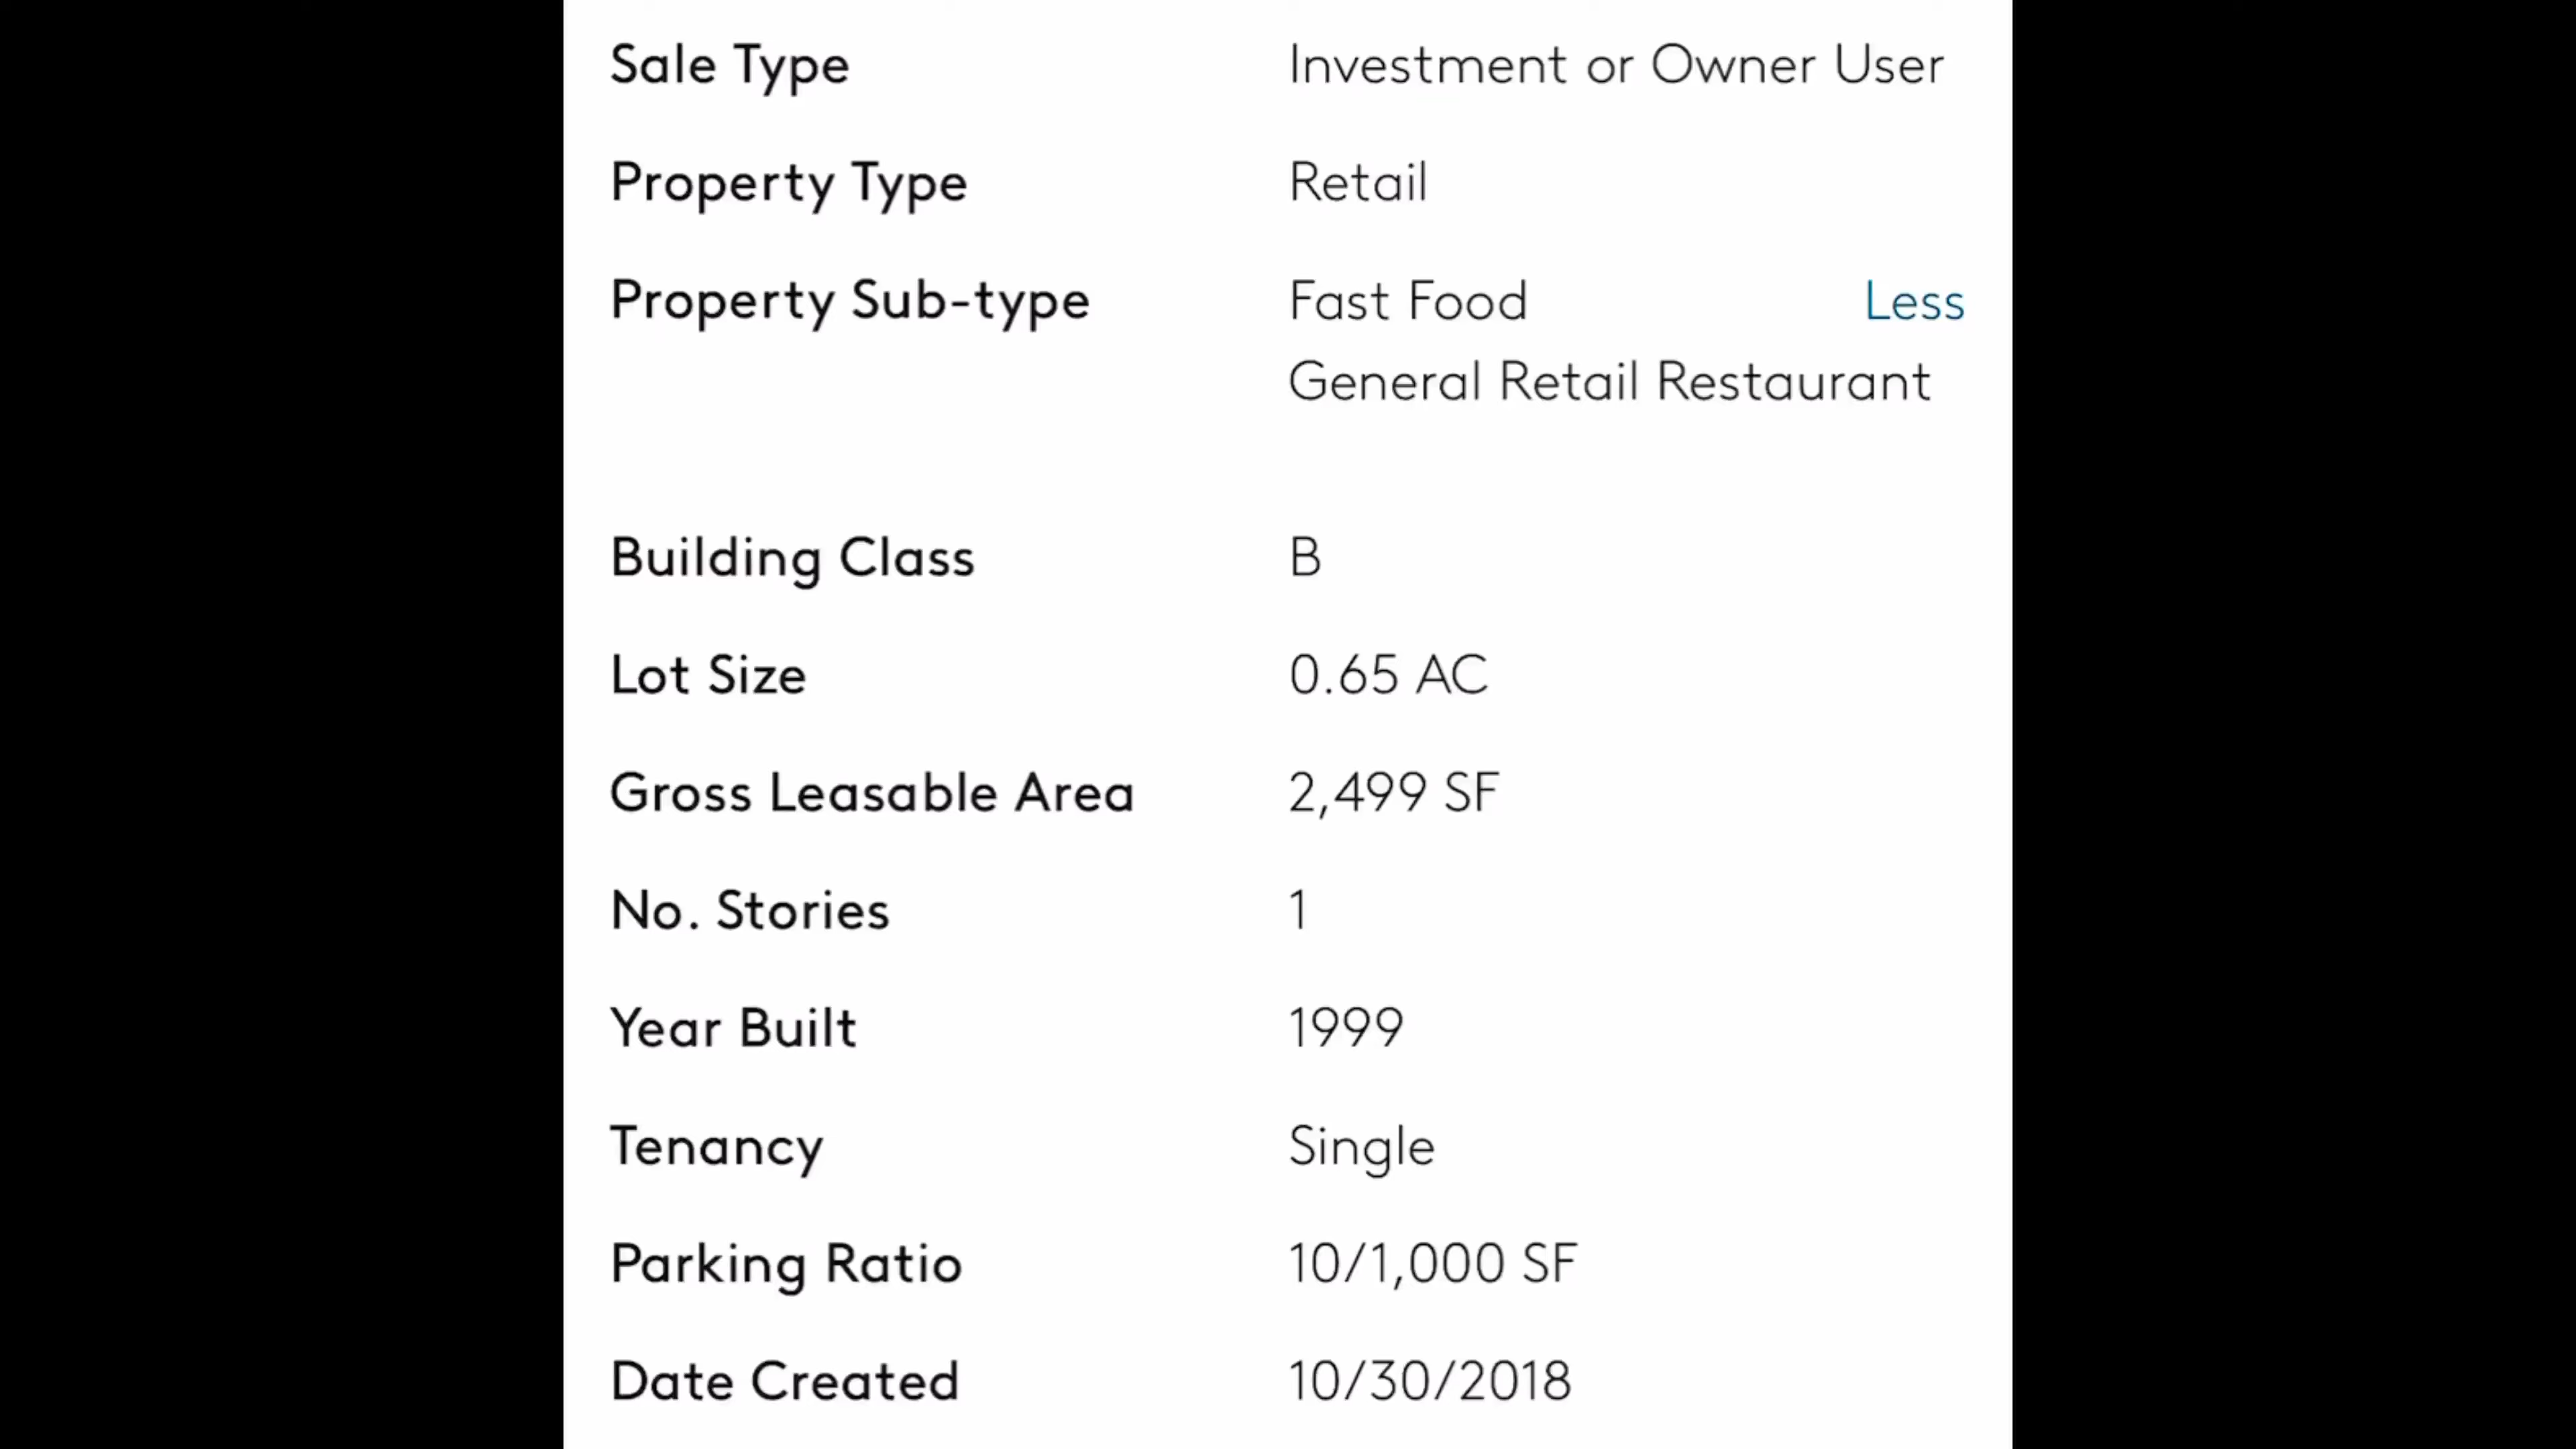 Sale Type Investment or Owner User
Property Type Retail
Property Sub-type Fast Food Less
General Retail Restaurant
Building Class B
Lot Size 0.65 AC
Gross Leasable Area 2,499 SF
No. Stories 1
Year Built 1999
Tenancy Single
Parking Ratio 10/1,000 SF
Date Created 10/30/2018